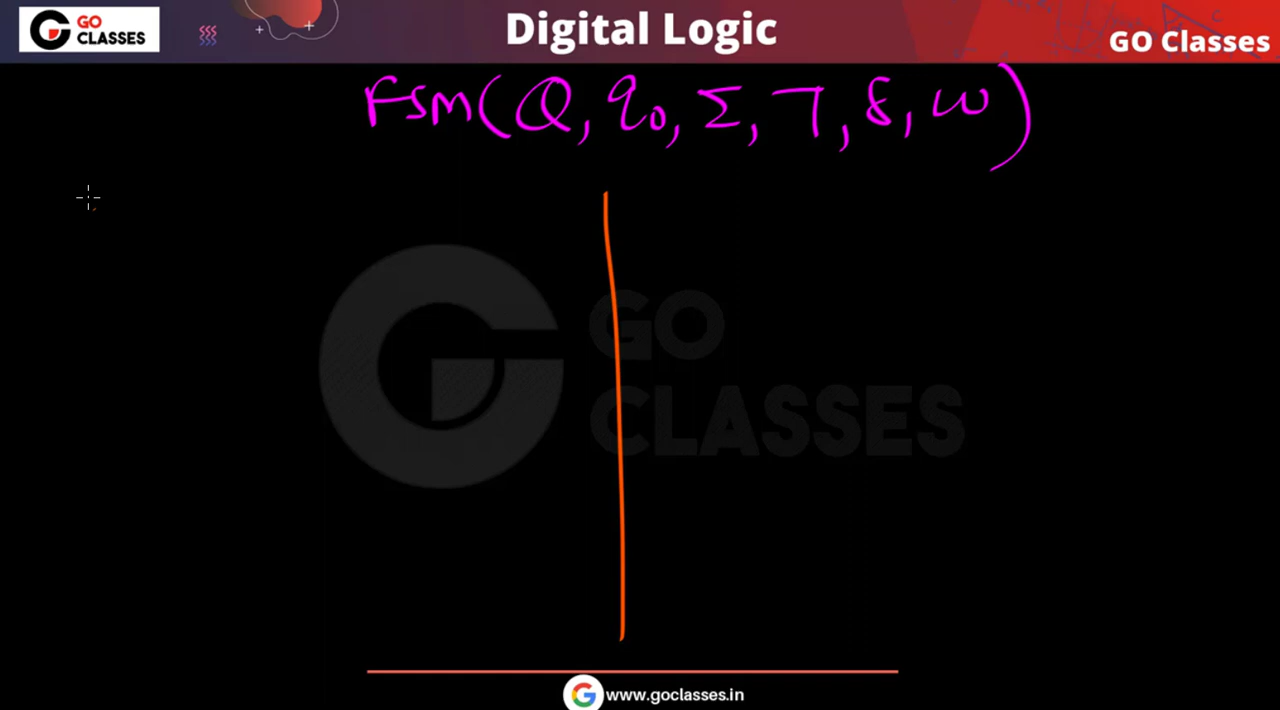 GO CLASSES
Digital Logic
GO Classes
FSM(Q, q0, Σ, ⅂, δ, ω)
GO
CLASSES
www.goclasses.in